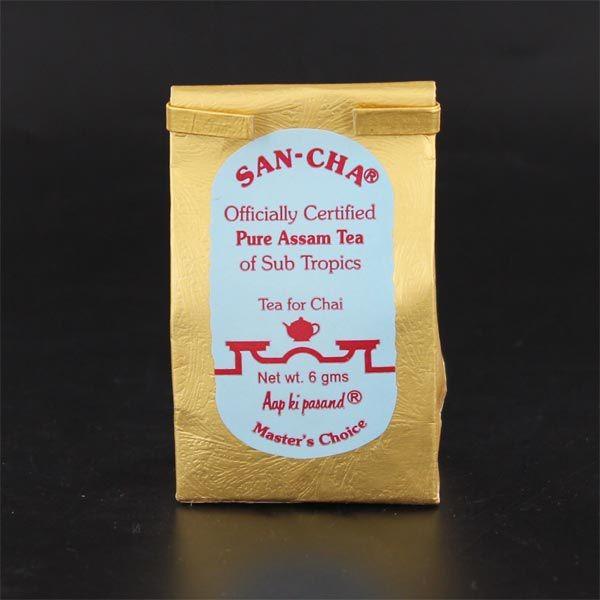 SAN-CHA®
Officially Certified
Pure Assam Tea
of Sub Tropics
Tea for Chai
Net wt. 6 gms
Aap ki pasand®
Master's Choice